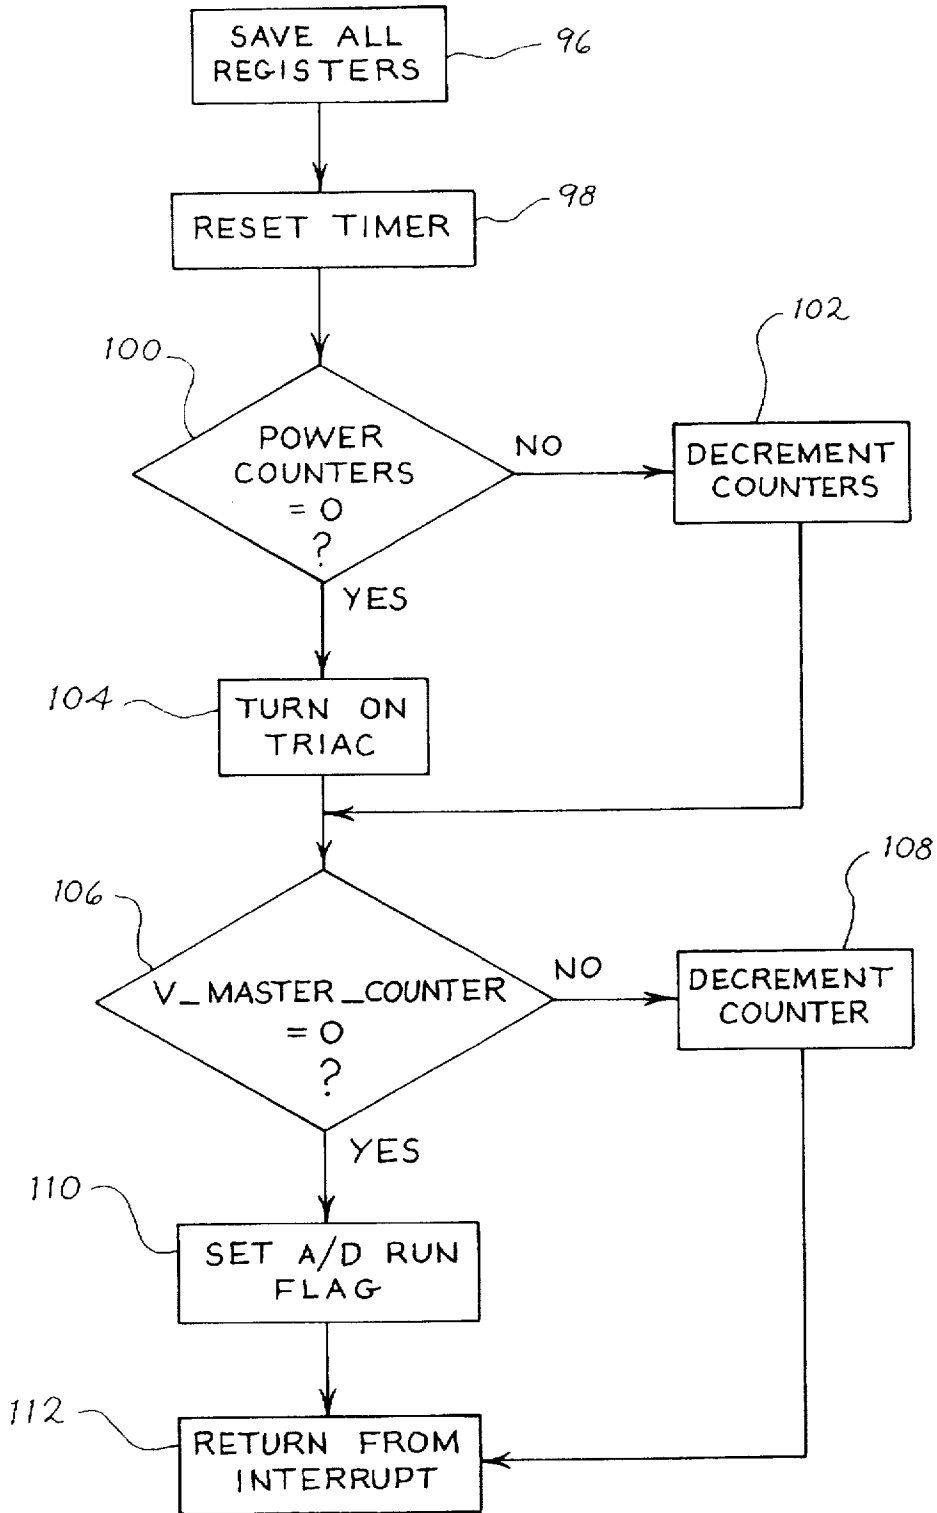 SAVE ALL
REGISTERS
96
RESET TIMER
98
100
POWER
COUNTERS
= 0
?
NO
102
DECREMENT
COUNTERS
YES
104
TURN ON
TRIAC
106
V_MASTER_COUNTER
= 0
?
NO
108
DECREMENT
COUNTER
YES
110
SET A/D RUN
FLAG
112
RETURN FROM
INTERRUPT